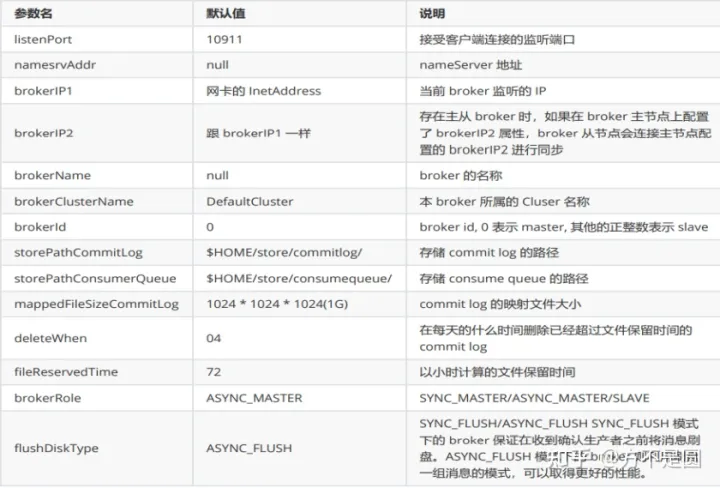 参数名 默认值 说明
listenPort 10911 接受客户端连接的监听端口
namesrvAddr null nameServer 地址
brokerIP1 网卡的 InetAddress 当前 broker 监听的 IP
brokerIP2 跟 brokerIP1 一样 存在主从 broker 时，如果在 broker 主节点上配置
了 brokerIP2 属性，broker 从节点会连接主节点配
置的 brokerIP2 进行同步
brokerName null broker 的名称
brokerClusterName DefaultCluster 本 broker 所属的 Cluser 名称
brokerId 0 broker id, 0 表示 master, 其他的正整数表示 slave
storePathCommitLog $HOME/store/commitlog/ 存储 commit log 的路径
storePathConsumerQueue $HOME/store/consumequeue/ 存储 consume queue 的路径
mappedFileSizeCommitLog 1024 * 1024 * 1024(1G) commit log 的映射文件大小
deleteWhen 04 在每天的什么时间删除已经超过文件保留时间的
commit log
fileReservedTime 72 以小时计算的文件保留时间
brokerRole ASYNC_MASTER SYNC_MASTER/ASYNC_MASTER/SLAVE
flushDiskType ASYNC_FLUSH SYNC_FLUSH/ASYNC_FLUSH SYNC_FLUSH 模式
下的 broker 保证在收到确认生产者之前将消息刷
盘。ASYNC_FLUSH 模式下的 broker
一组消息的模式，可以取得更好的性能。
知乎 @方不是圆